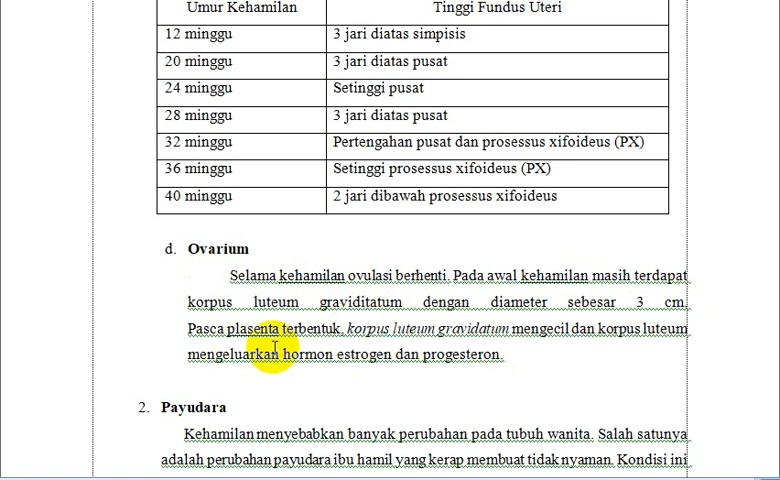 Umur Kehamilan Tinggi Fundus Uteri
12 minggu 3 jari diatas simpisis
20 minggu 3 jari diatas pusat
24 minggu Setinggi pusat
28 minggu 3 jari diatas pusat
32 minggu Pertengahan pusat dan prosessus xifoideus (PX)
36 minggu Setinggi prosessus xifoideus (PX)
40 minggu 2 jari dibawah prosessus xifoideus
d. Ovarium
Selama kehamilan ovulasi berhenti. Pada awal kehamilan masih terdapat
korpus luteum graviditatum dengan diameter sebesar 3 cm.
Pasca plasenta terbentuk, korpus luteum gravidatum mengecil dan korpus luteum
mengeluarkan hormon estrogen dan progesteron.
2. Payudara
Kehamilan menyebabkan banyak perubahan pada tubuh wanita. Salah satunya
adalah perubahan payudara ibu hamil yang kerap membuat tidak nyaman. Kondisi ini